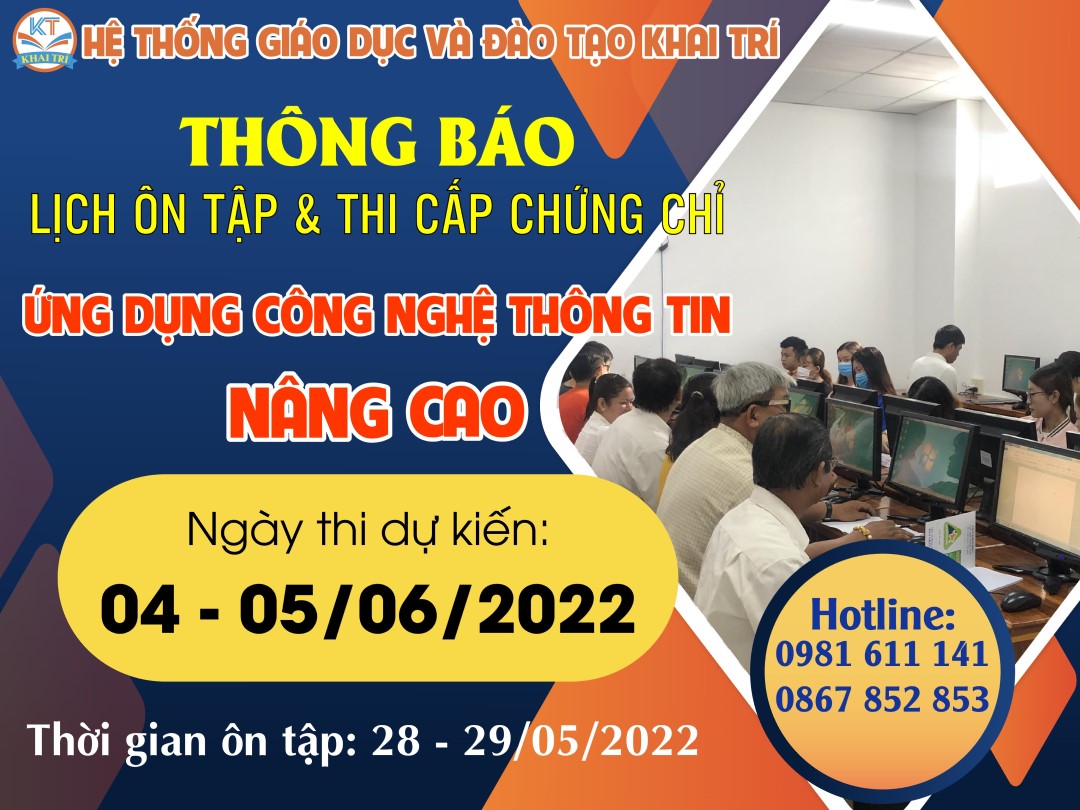 KT
KHAI TRÍ
HỆ THỐNG GIÁO DỤC VÀ ĐÀO TẠO KHAI TRÍ
THÔNG BÁO
LỊCH ÔN TẬP & THI CẤP CHỨNG CHỈ
ỨNG DỤNG CÔNG NGHỆ THÔNG TIN
NÂNG CAO
Ngày thi dự kiến:
04 - 05/06/2022
Thời gian ôn tập: 28 - 29/05/2022
Hotline:
0981 611 141
0867 852 853